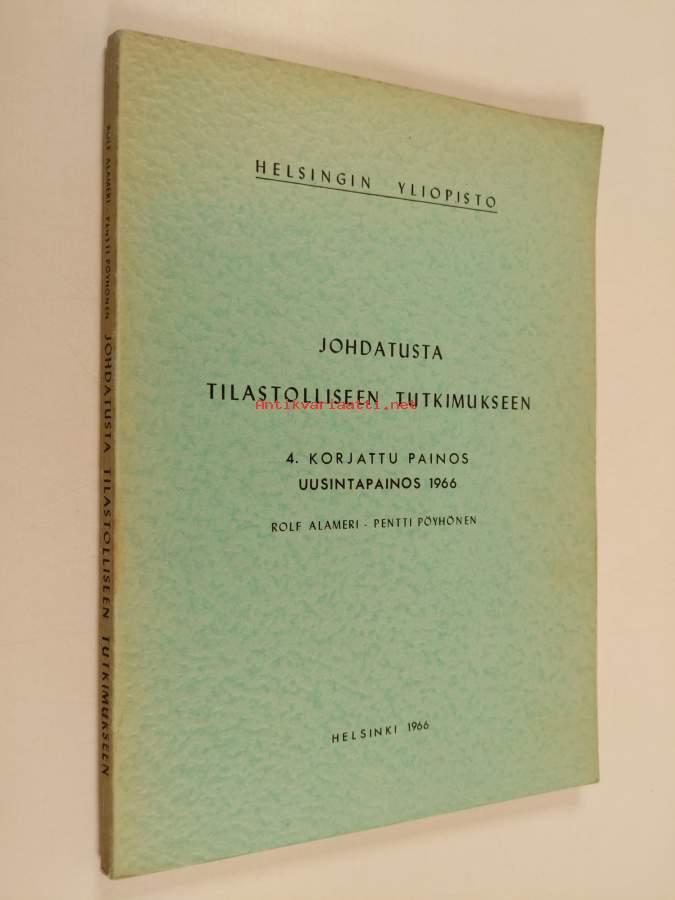 HELSINGIN YLIOPISTO
JOHDATUSTA
TILASTOLLISEEN TUTKIMUKSEEN
Antikvariaatti.net
4. KORJATTU PAINOS
UUSINTAPAINOS 1966
ROLF ALAMERI - PENTTI PÖYHÖNEN
HELSINKI 1966
ROLF ALAMERI PENTTI PÖYHÖNEN JOHDATUSTA TILASTOLLISEEN TUTKIMUKSEEN